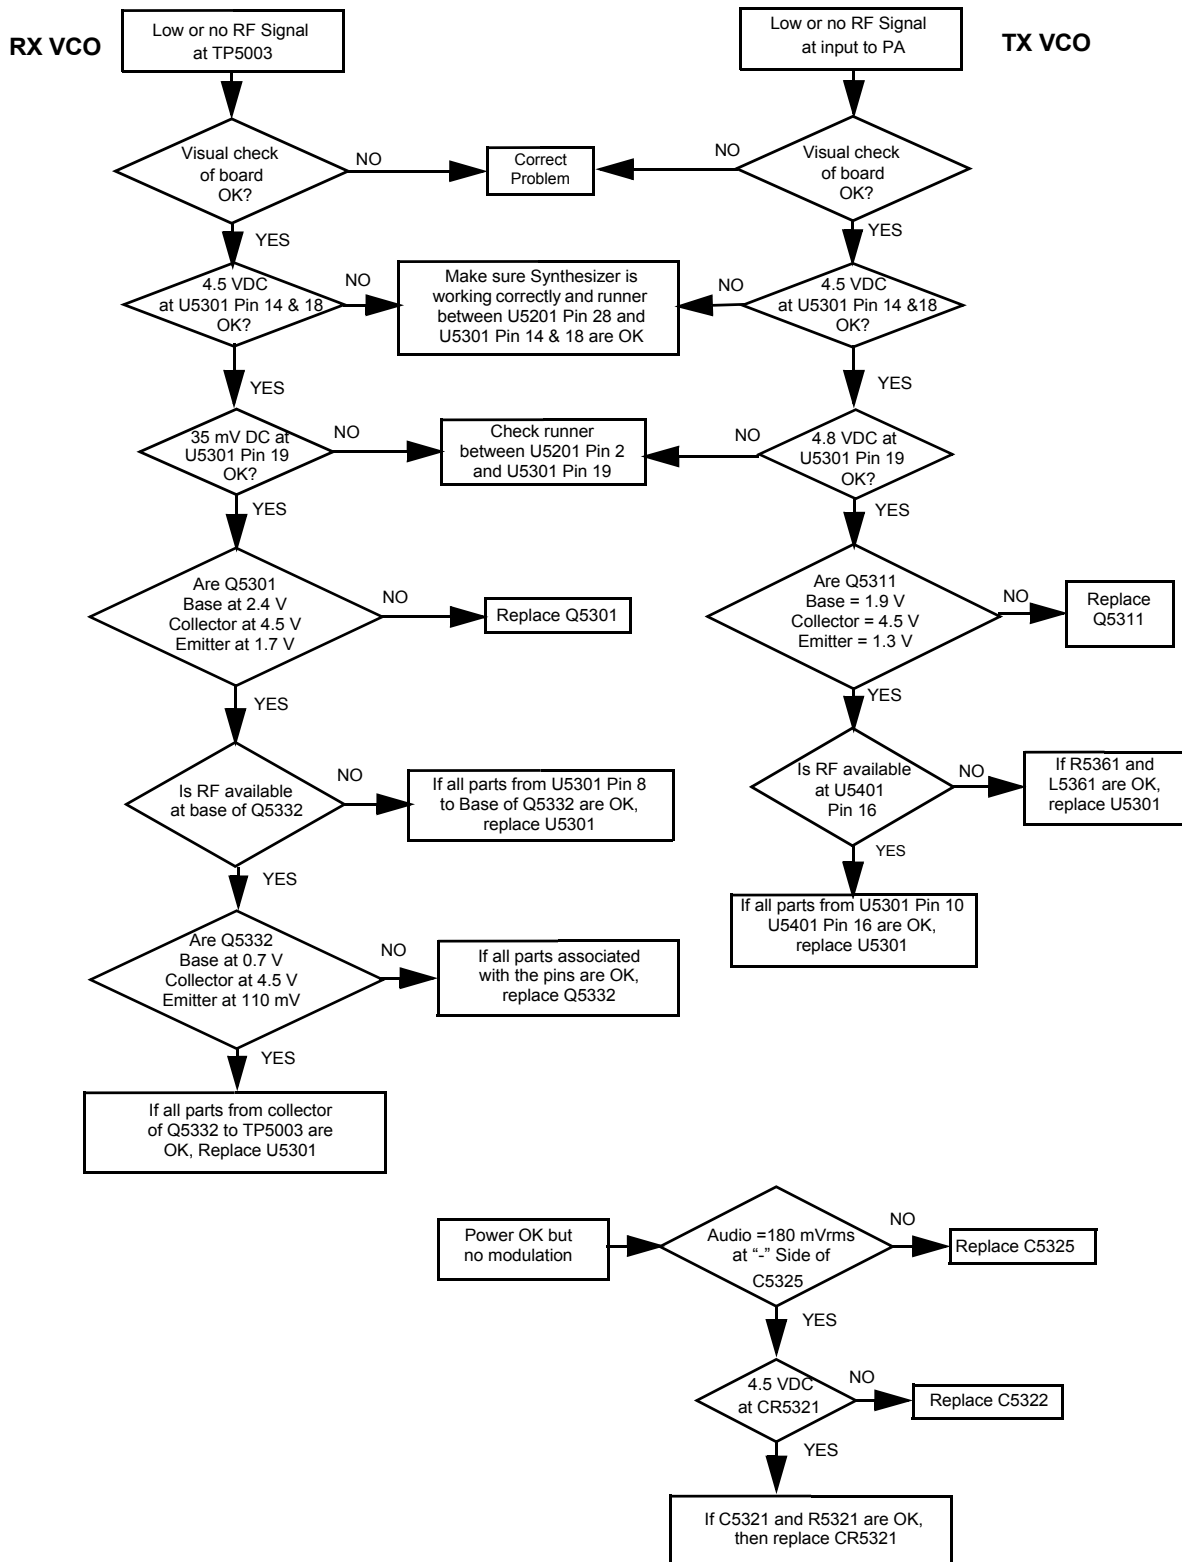 RX VCO
Low or no RF Signal
at TP5003
Low or no RF Signal
at input to PA
TX VCO
Visual check
of board
OK?
NO
Correct
Problem
NO
Visual check
of board
OK?
YES
YES
4.5 VDC
at U5301 Pin 14 & 18
OK?
NO
Make sure Synthesizer is
working correctly and runner
between U5201 Pin 28 and
U5301 Pin 14 & 18 are OK
NO
4.5 VDC
at U5301 Pin 14 &18
OK?
YES
YES
35 mV DC at
U5301 Pin 19
OK?
NO
Check runner
between U5201 Pin 2
and U5301 Pin 19
NO
4.8 VDC at
U5301 Pin 19
OK?
YES
YES
Are Q5301
Base at 2.4 V
Collector at 4.5 V
Emitter at 1.7 V
NO
Replace Q5301
Are Q5311
Base = 1.9 V
Collector = 4.5 V
Emitter = 1.3 V
NO
Replace
Q5311
YES
YES
Is RF available
at base of Q5332
NO
If all parts from U5301 Pin 8
to Base of Q5332 are OK,
replace U5301
Is RF available
at U5401
Pin 16
NO
If R5361 and
L5361 are OK,
replace U5301
YES
YES
Are Q5332
Base at 0.7 V
Collector at 4.5 V
Emitter at 110 mV
NO
If all parts associated
with the pins are OK,
replace Q5332
If all parts from U5301 Pin 10
U5401 Pin 16 are OK,
replace U5301
YES
If all parts from collector
of Q5332 to TP5003 are
OK, Replace U5301
Power OK but
no modulation
Audio =180 mVrms
at “-” Side of
C5325
NO
Replace C5325
YES
4.5 VDC
at CR5321
NO
Replace C5322
YES
If C5321 and R5321 are OK,
then replace CR5321